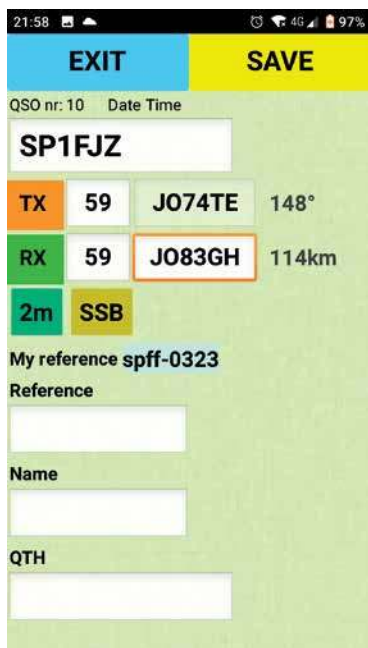 21:58 4G 97%
EXIT SAVE
QSO nr: 10 Date Time
SP1FJZ
TX 59 JO74TE 148°
RX 59 JO83GH 114km
2m SSB
My reference spff-0323
Reference
Name
QTH